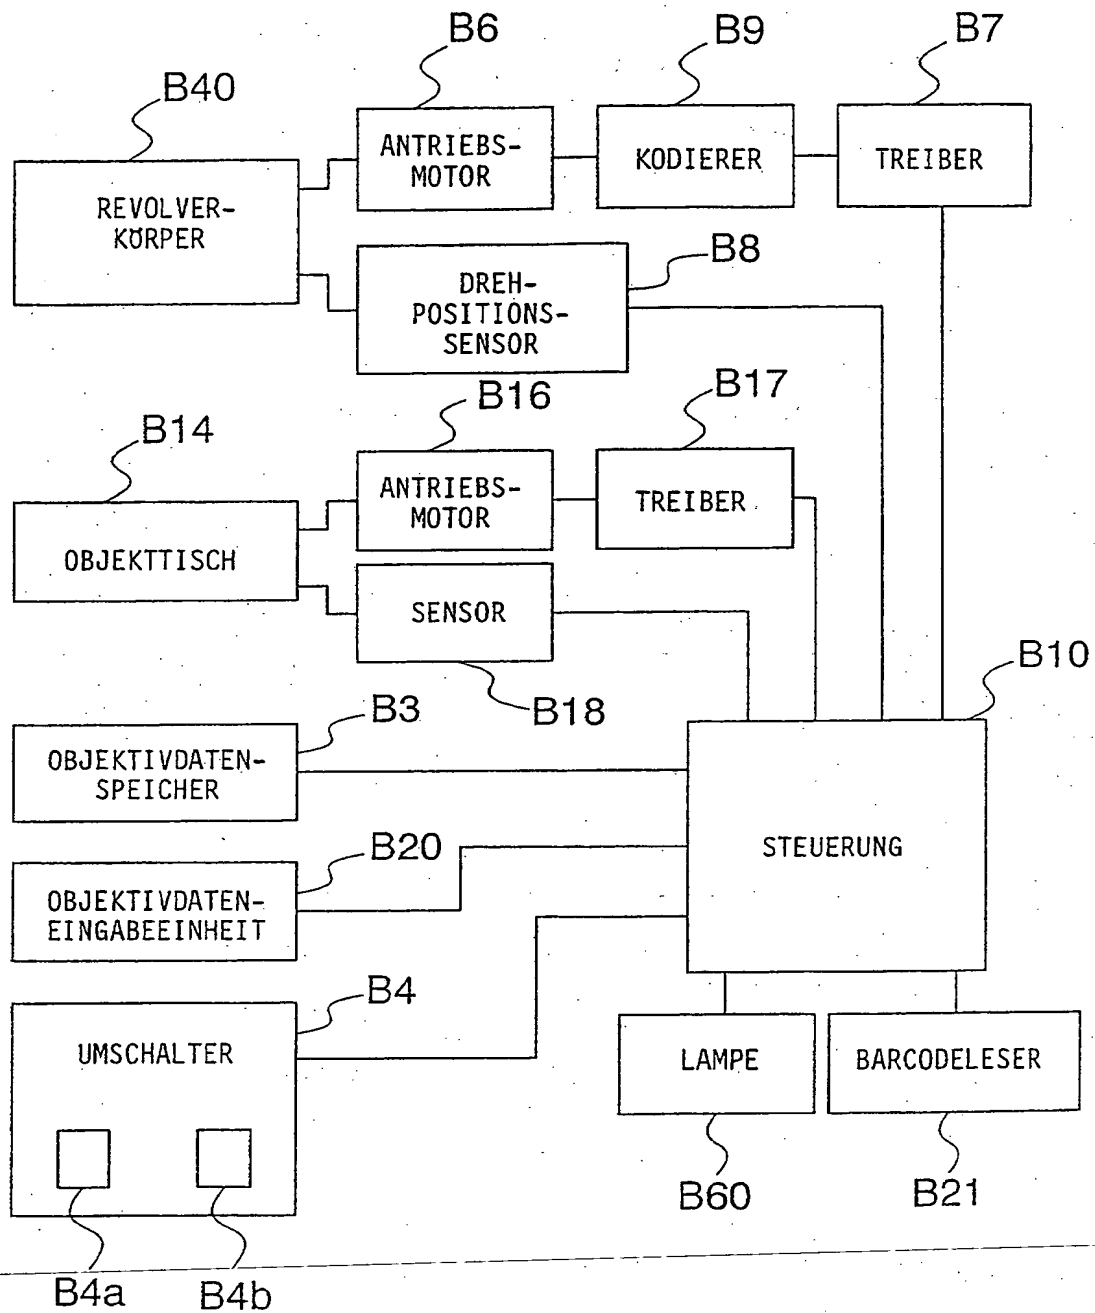 B6
B9
B7
B40
ANTRIEBS-
MOTOR
KODIERER
TREIBER
REVOLVER-
KÖRPER
B8
DREH-
POSITIONS-
SENSOR
B16
B17
B14
ANTRIEBS-
MOTOR
TREIBER
OBJEKTTISCH
SENSOR
B10
B18
B3
OBJEKTIVDATEN-
SPEICHER
STEUERUNG
B20
OBJEKTIVDATEN-
EINGABEEINHEIT
B4
UMSCHALTER
LAMPE
BARCODELESER
B60
B21
B4a
B4b